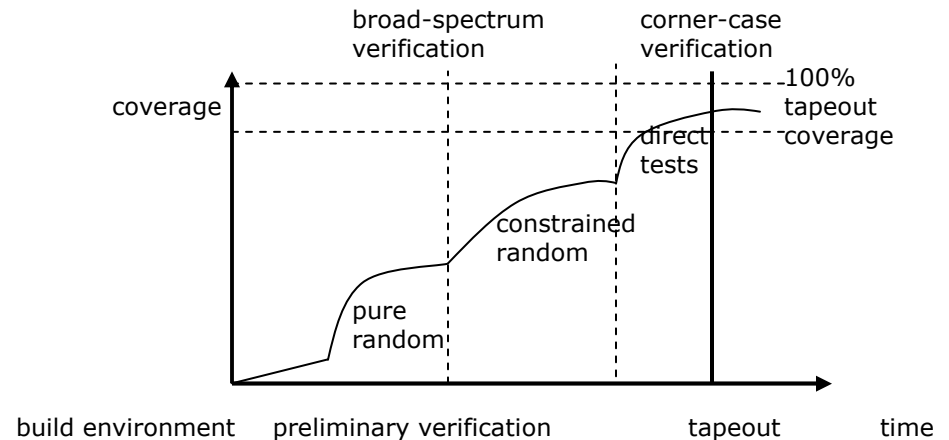 broad-spectrum
verification
corner-case
verification
coverage
100%
tapeout
coverage
direct
tests
constrained
random
pure
random
build environment
preliminary verification
tapeout
time